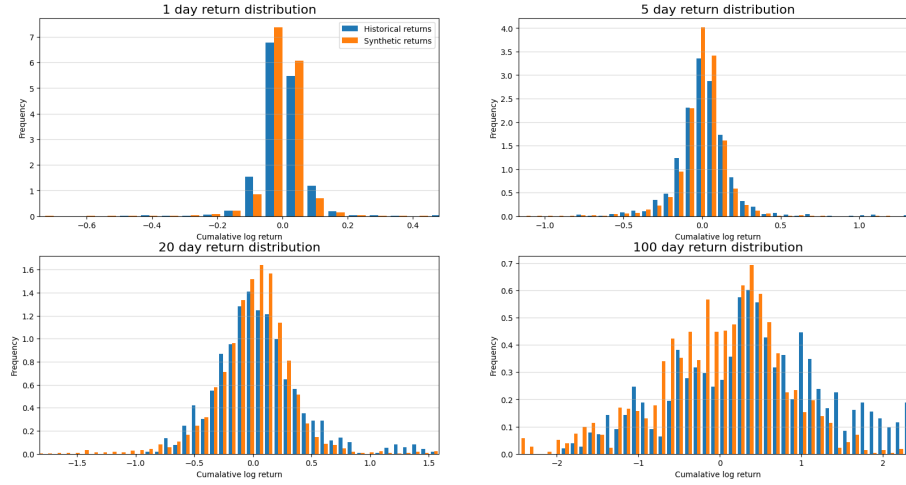 1 day return distribution
Historical returns
Synthetic returns
Frequency
7
6
5
4
3
2
1
0
−0.6 −0.4 −0.2 0.0 0.2 0.4
Cumalative log return
5 day return distribution
Frequency
4.0
3.5
3.0
2.5
2.0
1.5
1.0
0.5
0.0
−1.0 −0.5 0.0 0.5 1.0
Cumalative log return
20 day return distribution
Frequency
1.6
1.4
1.2
1.0
0.8
0.6
0.4
0.2
0.0
−1.5 −1.0 −0.5 0.0 0.5 1.0 1.5
Cumalative log return
100 day return distribution
Frequency
0.7
0.6
0.5
0.4
0.3
0.2
0.1
0.0
−2 −1 0 1 2
Cumalative log return